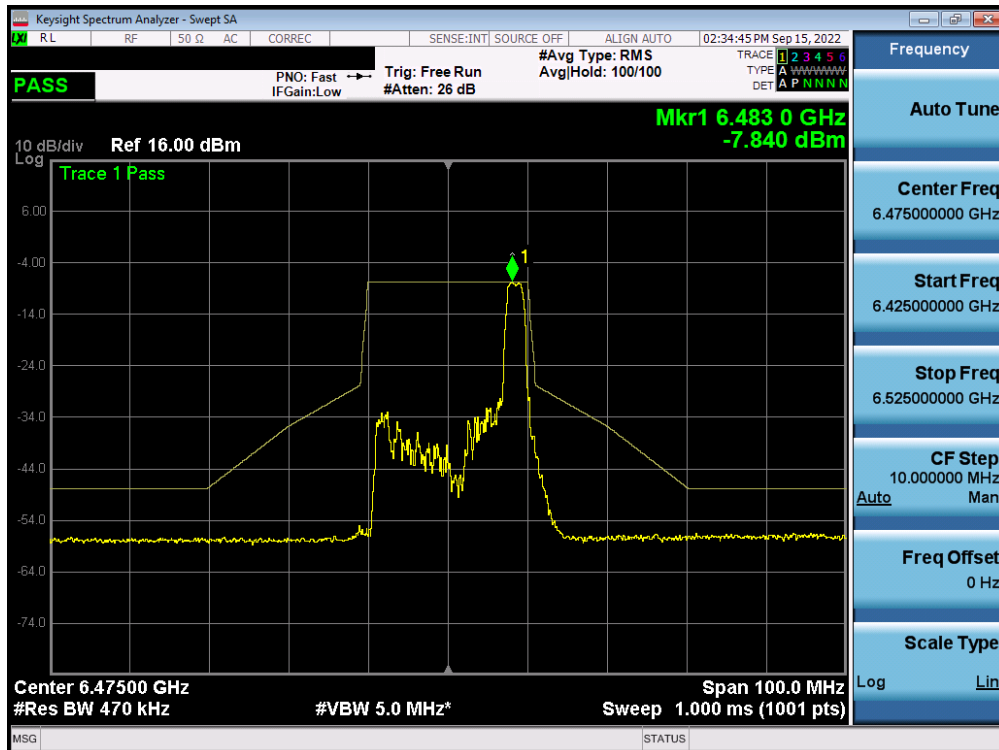 Keysight Spectrum Analyzer - Swept SA
LXI RL RF 50 Ω AC CORREC SENSE:INT SOURCE OFF ALIGN AUTO 02:34:45 PM Sep 15, 2022
PASS
PNO: Fast
IFGain:Low
Trig: Free Run
#Atten: 26 dB
#Avg Type: RMS
Avg|Hold: 100/100
TRACE 1 2 3 4 5 6
TYPE A WWWWW
DET A P N N N N
Mkr1 6.483 0 GHz
-7.840 dBm
10 dB/div Ref 16.00 dBm
Log
Trace 1 Pass
1
6.00
-4.00
-14.0
-24.0
-34.0
-44.0
-54.0
-64.0
-74.0
Center 6.47500 GHz Span 100.0 MHz
#Res BW 470 kHz #VBW 5.0 MHz* Sweep 1.000 ms (1001 pts)
MSG STATUS
Frequency
Auto Tune
Center Freq
6.475000000 GHz
Start Freq
6.425000000 GHz
Stop Freq
6.525000000 GHz
CF Step
10.000000 MHz
Auto Man
Freq Offset
0 Hz
Scale Type
Log Lin